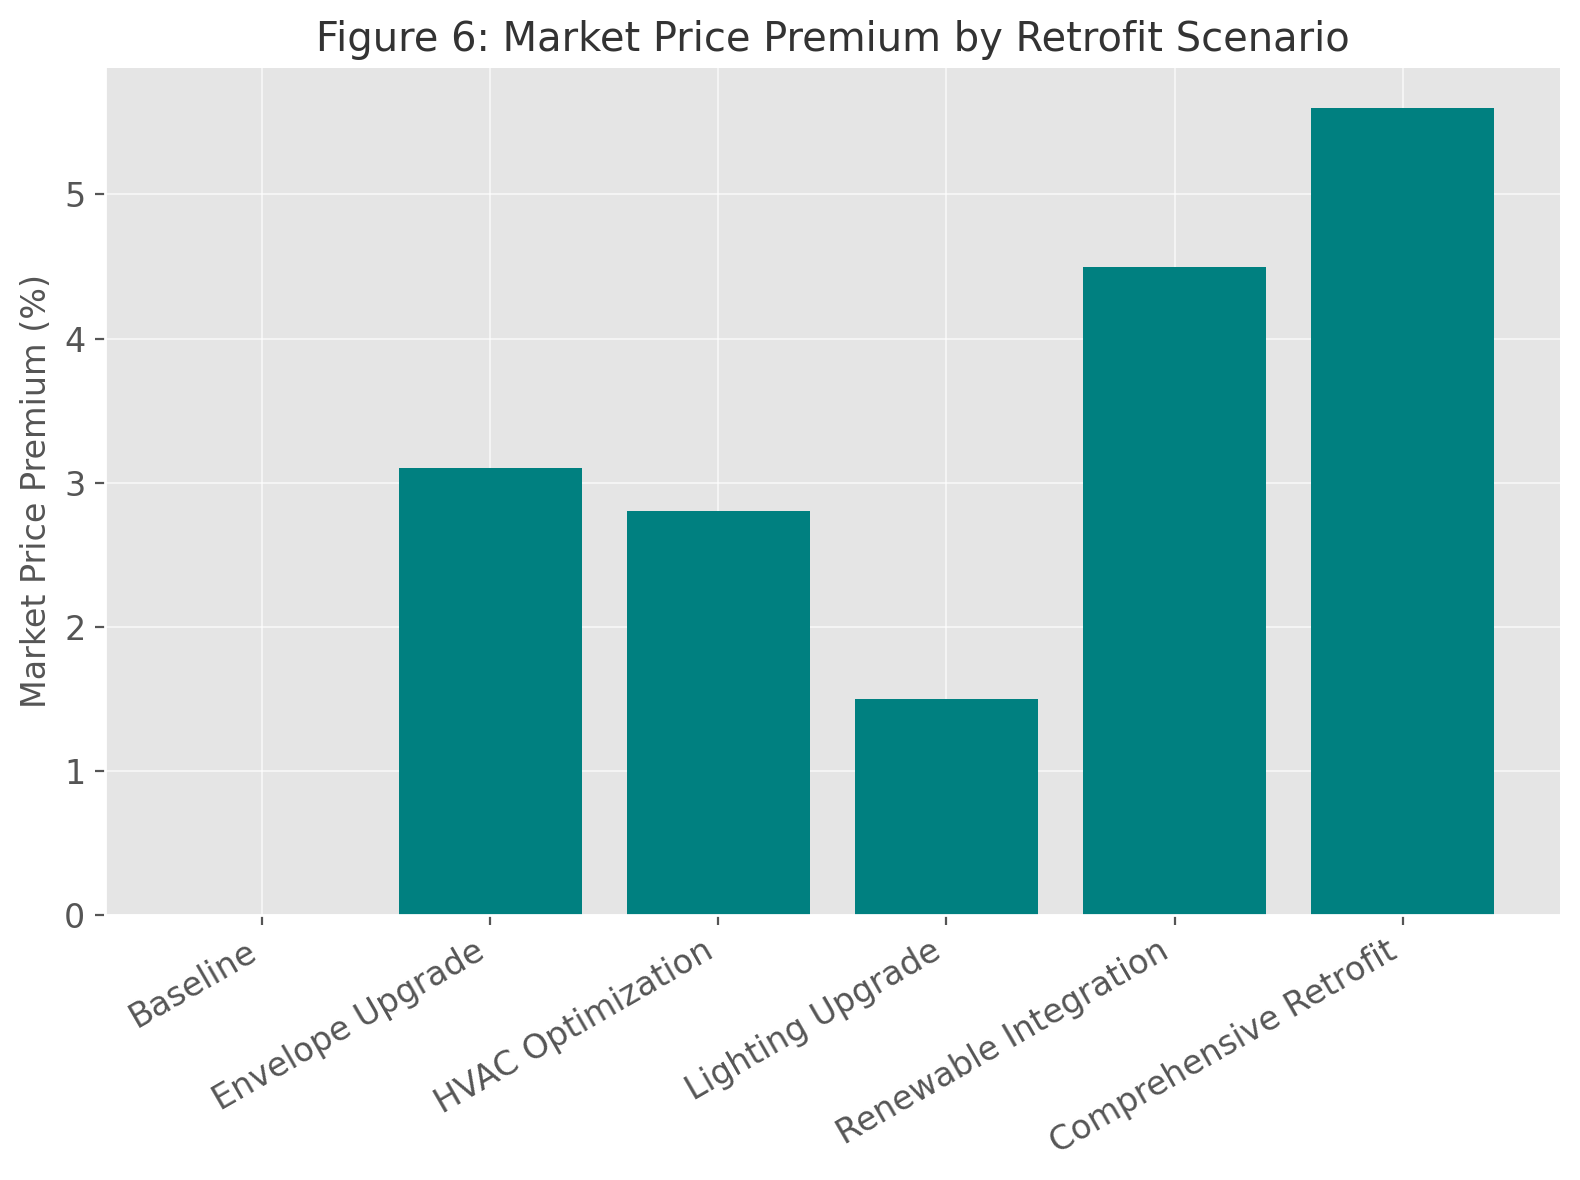 Figure 6: Market Price Premium by Retrofit Scenario
Market Price Premium (%)
5
4
3
2
1
0
Baseline
Envelope Upgrade
HVAC Optimization
Lighting Upgrade
Renewable Integration
Comprehensive Retrofit